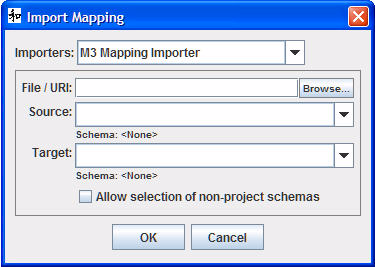 和 Import Mapping
Importers: M3 Mapping Importer
File / URI: Browse...
Source:
Schema: <None>
Target:
Schema: <None>
Allow selection of non-project schemas
OK Cancel